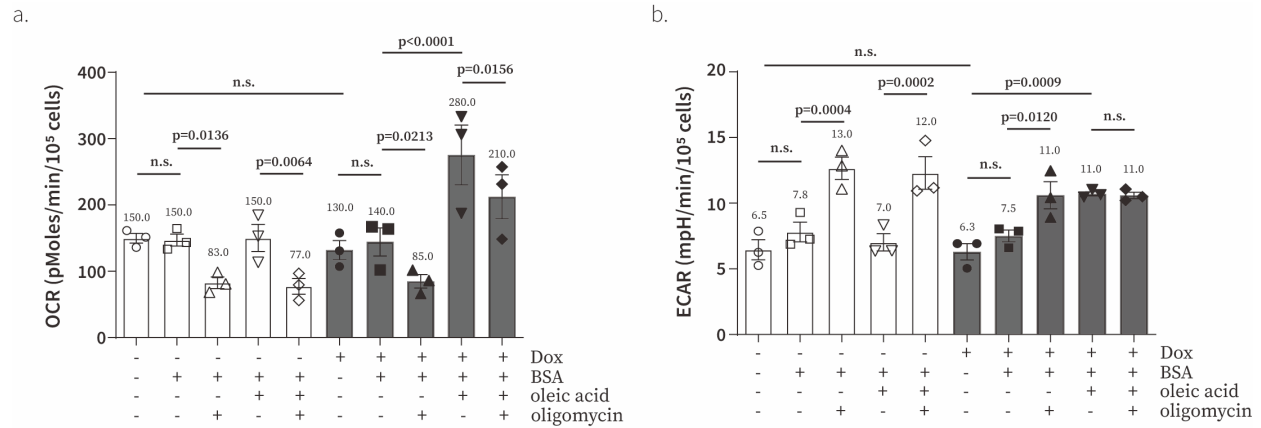 a.
p<0.0001
n.s.
p=0.0156
n.s.
p=0.0136
p=0.0064
n.s.
p=0.0213
400
300
200
100
0
OCR (pMoles/min/10⁵ cells)
150.0
150.0
83.0
150.0
77.0
130.0
140.0
85.0
280.0
210.0
- - - - - + + + + + Dox
- + + + + - + + + + BSA
- - - + + - - - + + oleic acid
- - + - + - - + - + oligomycin
b.
n.s.
p=0.0002
p=0.0009
n.s.
p=0.0004
n.s.
p=0.0120
n.s.
20
15
10
5
0
ECAR (mpH/min/10⁵ cells)
6.5
7.8
13.0
7.0
12.0
6.3
7.5
11.0
11.0
11.0
- - - - - + + + + + Dox
- + + + + - + + + + BSA
- - - + + - - - + + oleic acid
- - + - + - - + - + oligomycin